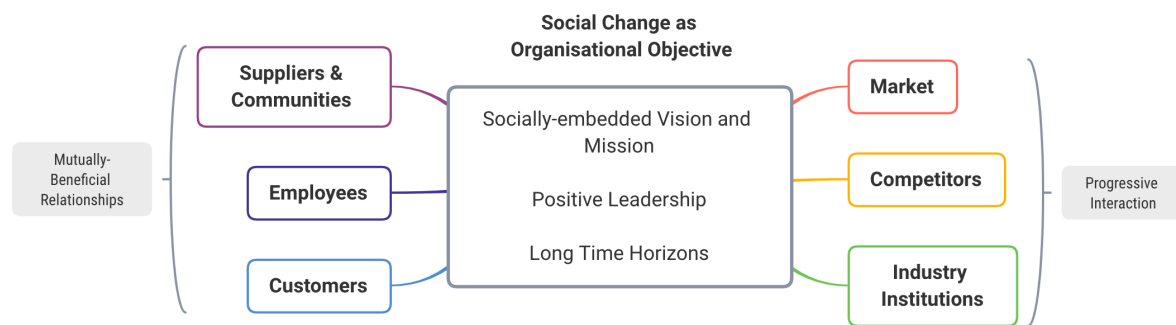 Social Change as
Organisational Objective
Mutually-
Beneficial
Relationships
Suppliers &
Communities
Employees
Customers
Socially-embedded Vision and
Mission
Positive Leadership
Long Time Horizons
Market
Competitors
Industry
Institutions
Progressive
Interaction